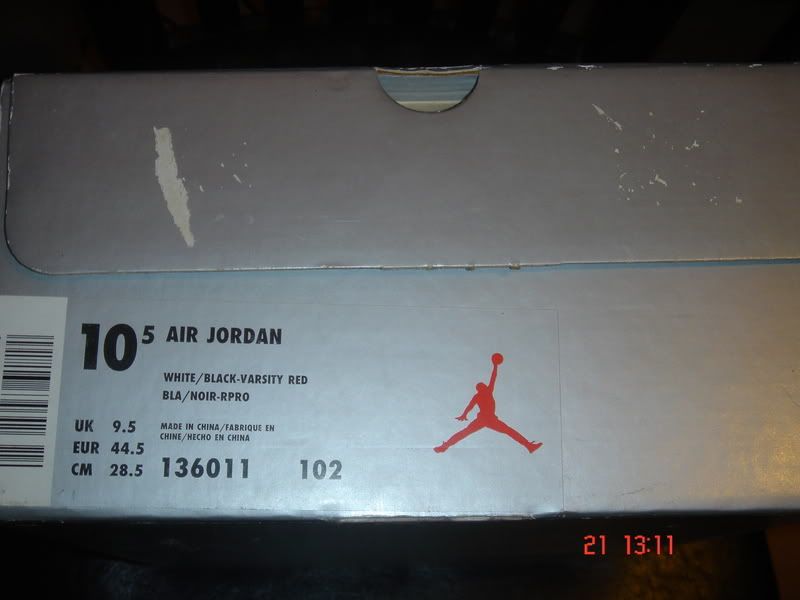 10 5 AIR JORDAN
WHITE/BLACK-VARSITY RED
BLA/NOIR-RPRO
UK 9.5
EUR 44.5
CM 28.5
MADE IN CHINA/FABRIQUE EN
CHINE/HECHO EN CHINA
136011 102
21 13:11